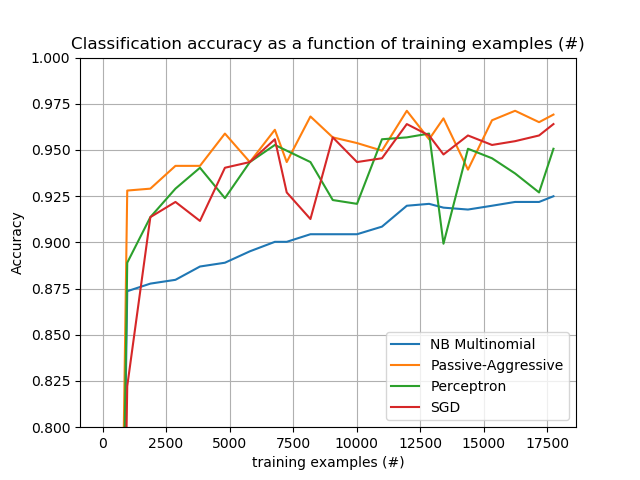 Classification accuracy as a function of training examples (#)
1.000
0.975
0.950
0.925
0.900
0.875
0.850
0.825
0.800
Accuracy
NB Multinomial
Passive-Aggressive
Perceptron
SGD
0 2500 5000 7500 10000 12500 15000 17500
training examples (#)